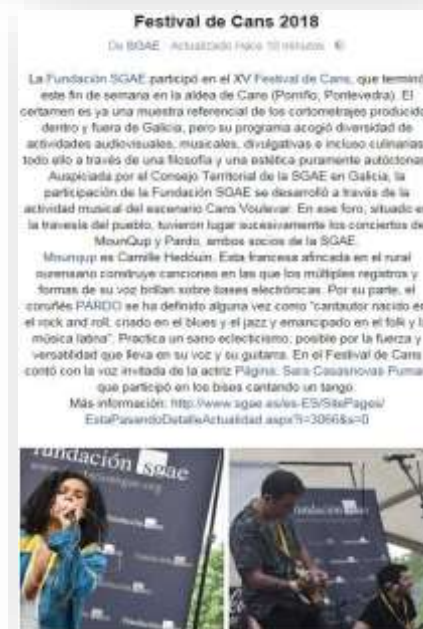 Festival de Cans 2018
De SGAE · Actualizado hace 10 minutos
La Fundación SGAE participó en el XV Festival de Cans, que terminó
este fin de semana en la aldea de Cans (Porriño, Pontevedra). El
certamen es ya una muestra referencial de los cortometrajes producido
dentro y fuera de Galicia, pero su programa acogió diversidad de
actividades audiovisuales, musicales, divulgativas e incluso culinarias,
todo ello a través de una filosofía y una estética puramente autóctonas
Auspiciada por el Consejo Territorial de la SGAE en Galicia, la
participación de la Fundación SGAE se desarrolló a través de la
actividad musical del escenario Cans Voulevar. En ese foro, situado e
la travesía del pueblo, tuvieron lugar sucesivamente los conciertos de
MounQup y Pardo, ambos socios de la SGAE.
Mounqup es Camille Hedouin. Esta francesa afincada en el rural
ourensano construye canciones en las que los múltiples registros y
formas de su voz brillan sobre bases electrónicas. Por su parte, el
coruñés PARDO se ha definido alguna vez como "cantautor nacido en
el rock and roll, criado en el blues y el jazz y emancipado en el folk y l
música latina". Practica un sano eclecticismo, posible por la fuerza y
versatilidad que lleva en su voz y su guitarra. En el Festival de Cans
contó con la voz invitada de la actriz Página: Sara Casasnovas Pumar
que participó en los bises cantando un tango.
Más información: http://www.sgae.es/es-ES/SitePages/
EstaPasandoDetalleActualidad.aspx?i=3066&s=0
fundación sgae
fundación sgae